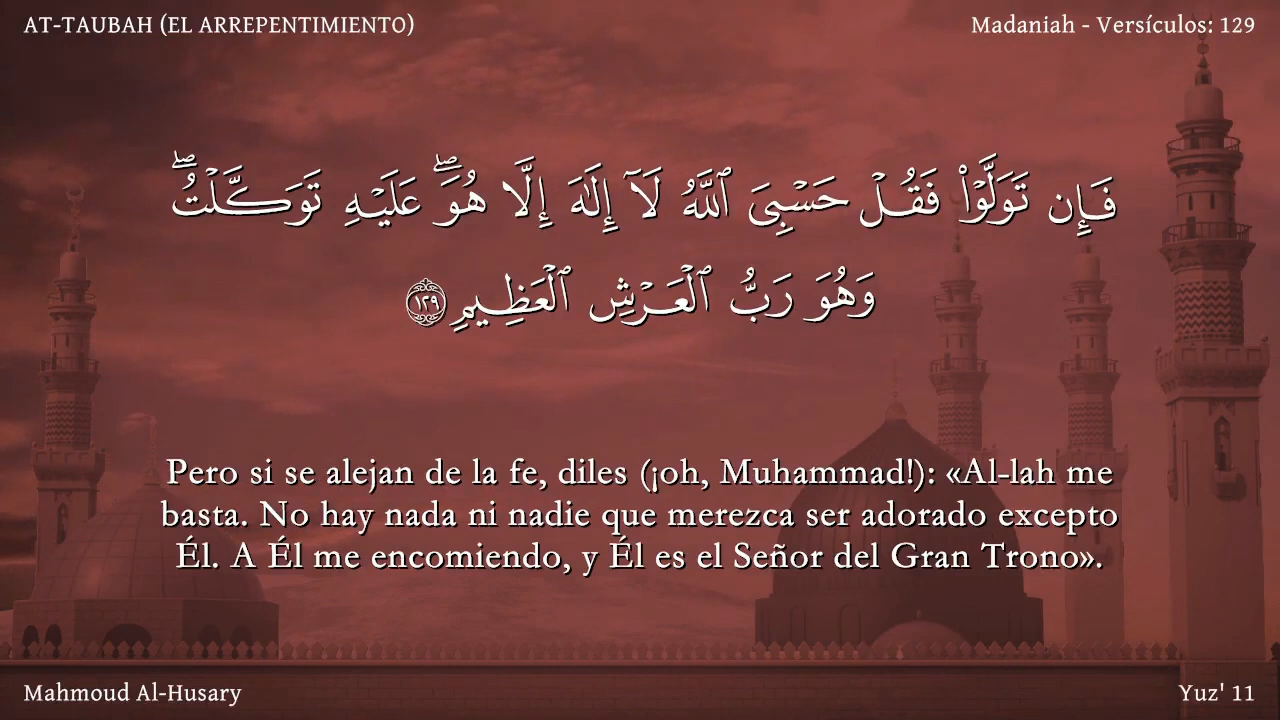 AT-TAUBAH (EL ARREPENTIMIENTO)
Madaniah - Versículos: 129
فَإِن تَوَلَّوْا۟ فَقُلْ حَسْبِىَ ٱللَّهُ لَآ إِلَٰهَ إِلَّا هُوَ ۖ عَلَيْهِ تَوَكَّلْتُ ۖ
وَهُوَ رَبُّ ٱلْعَرْشِ ٱلْعَظِيمِ ١٢٩
Pero si se alejan de la fe, diles (¡oh, Muhammad!): «Al-lah me
basta. No hay nada ni nadie que merezca ser adorado excepto
Él. A Él me encomiendo, y Él es el Señor del Gran Trono».
Mahmoud Al-Husary
Yuz' 11